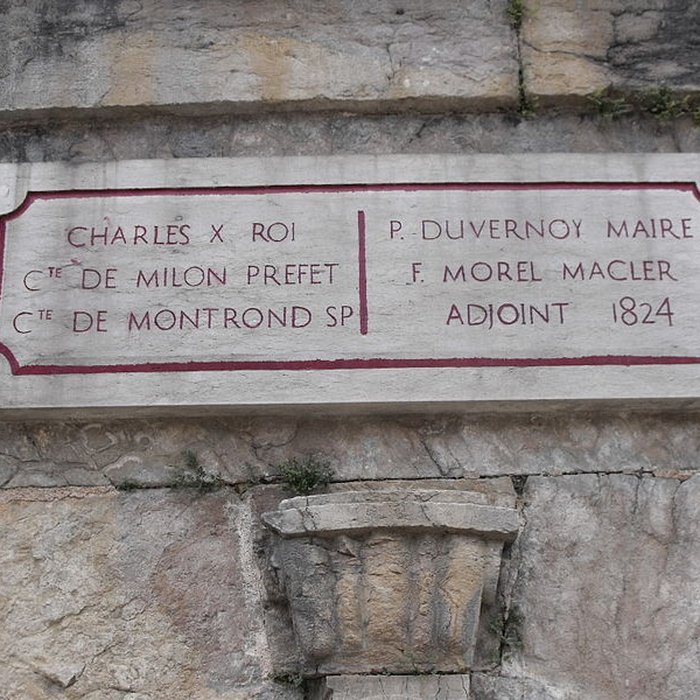 CHARLES X ROI
CTE DE MILON PREFET
CTE DE MONTROND SP
P. DUVERNOY MAIRE
F. MOREL MACLER
ADJOINT 1824